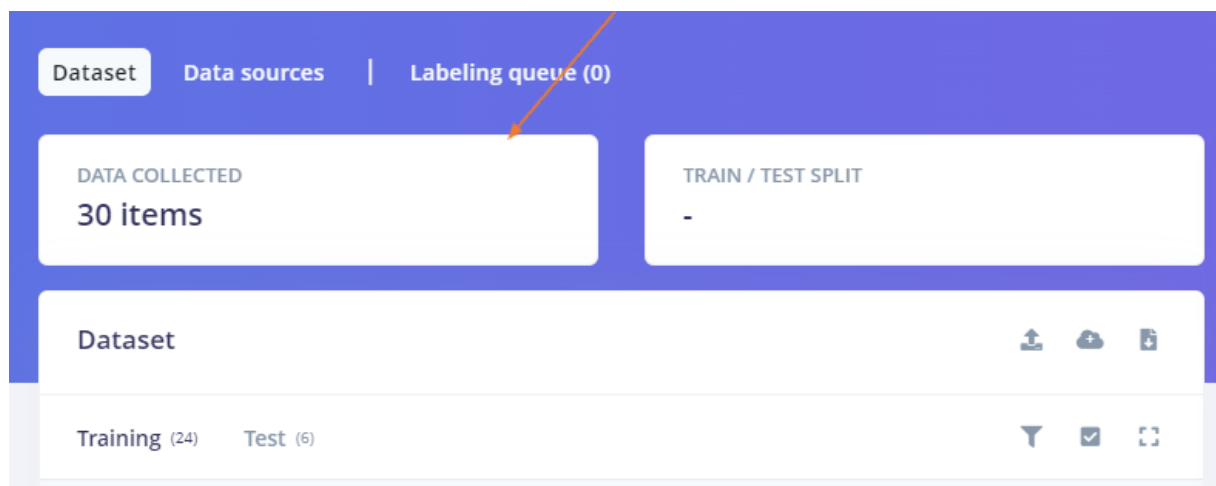 Dataset Data sources | Labeling queue (0)
DATA COLLECTED
30 items
TRAIN / TEST SPLIT
-
Dataset
Training (24) Test (6)